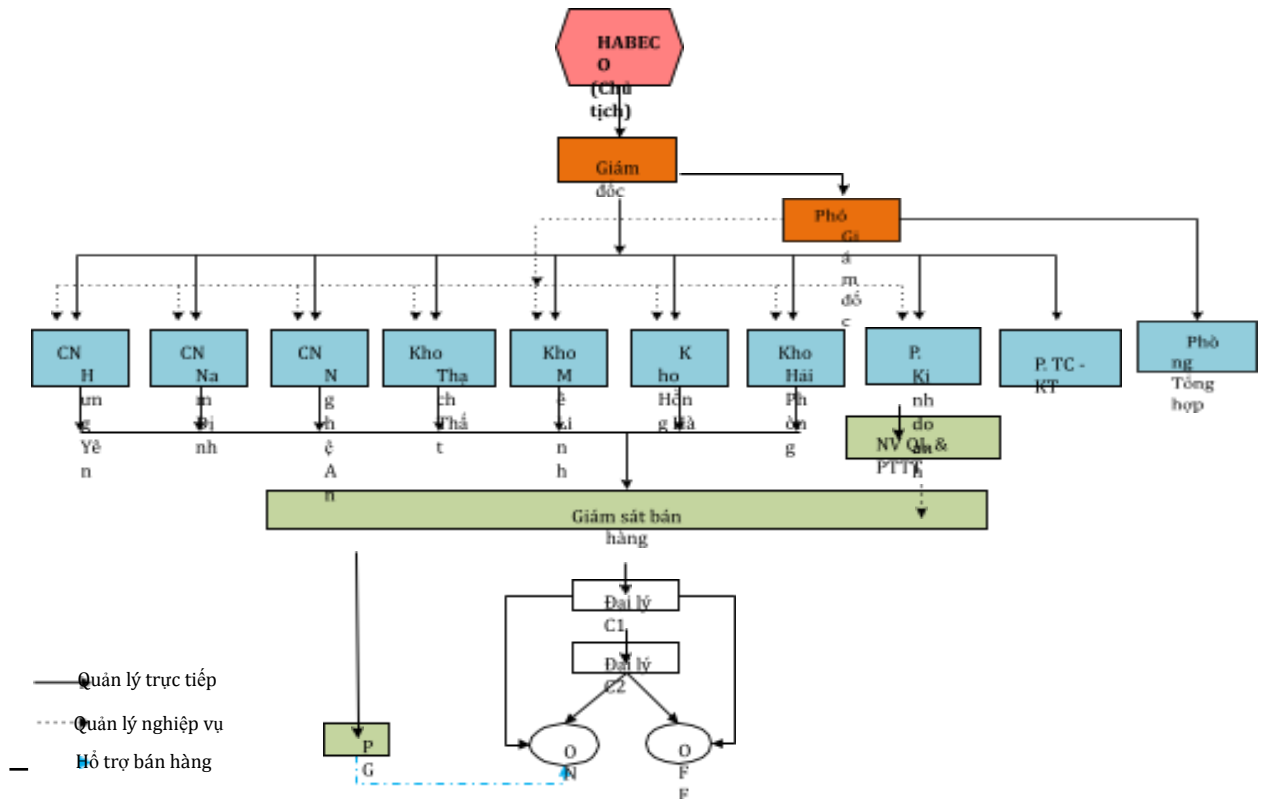 HABEC
O
(Chủ
tịch)
Giám
đốc
Phó
Gi
á
m
đố
c
CN
H
ưn
g
Yê
n
CN
Na
m
Đị
nh
CN
N
g
h
ệ
A
n
Kho
Thạ
ch
Thấ
t
Kho
M
ê
Li
n
h
K
ho
Hồn
g Hà
Kho
Hải
Ph
òn
g
P.
Ki
nh
do
an
h
P. TC -
KT
Phò
ng
Tổng
hợp
NV QL &
PTTT
Giám sát bán
hàng
Đại lý
C1
Đại lý
C2
P
G
O
N
O
F
F
Quản lý trực tiếp
Quản lý nghiệp vụ
Hổ trợ bán hàng